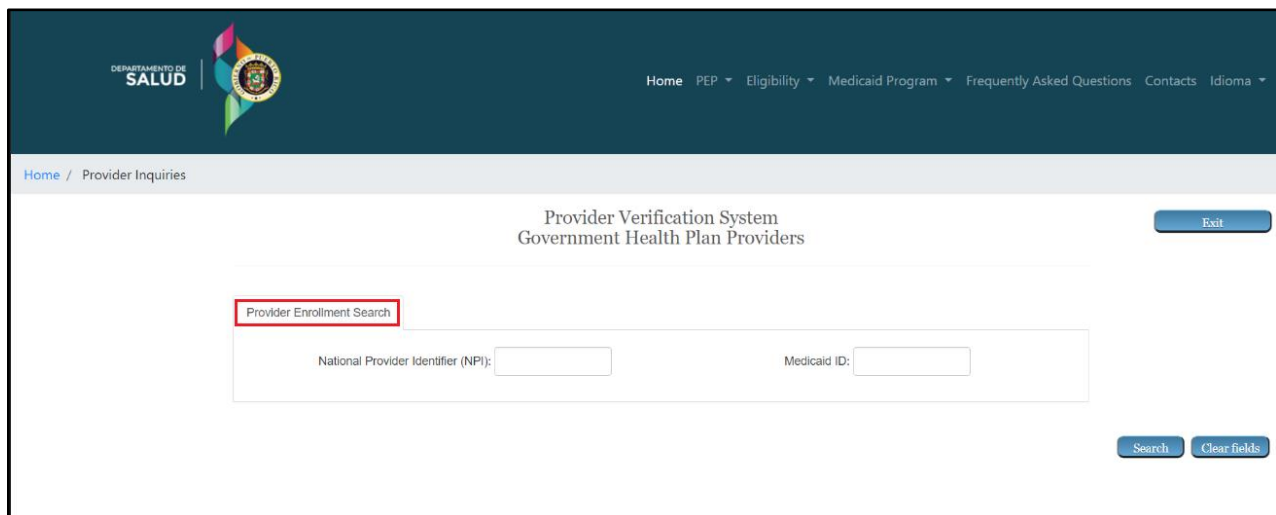 DEPARTAMENTO DE
SALUD
Home PEP Eligibility Medicaid Program Frequently Asked Questions Contacts Idioma
Home / Provider Inquiries
Provider Verification System
Government Health Plan Providers
Exit
Provider Enrollment Search
National Provider Identifier (NPI):
Medicaid ID:
Search Clear fields